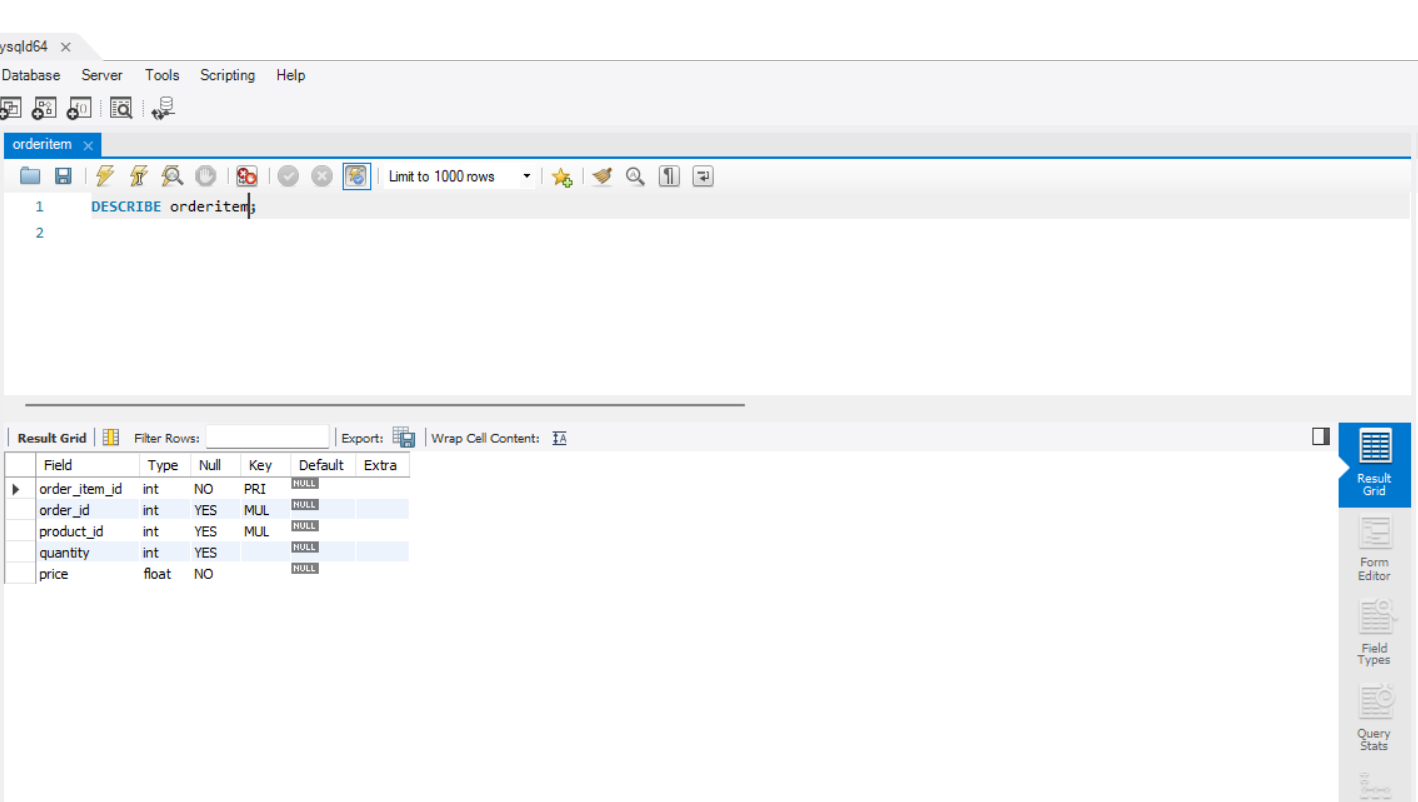 ysqld64
Database Server Tools Scripting Help
orderitem
Limit to 1000 rows
1 DESCRIBE orderitem;
2
Result Grid Filter Rows: Export: Wrap Cell Content:
Field Type Null Key Default Extra
order_item_id int NO PRI NULL
order_id int YES MUL NULL
product_id int YES MUL NULL
quantity int YES NULL
price float NO NULL
Result
Grid
Form
Editor
Field
Types
Query
Stats